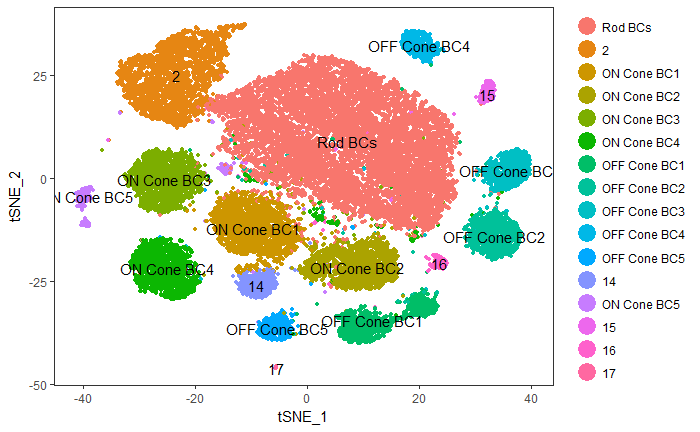 OFF Cone BC4
2
15
Rod BCs
ON Cone BC3
OFF Cone BC
N Cone BC5
ON Cone BC1
OFF Cone BC2
ON Cone BC4
ON Cone BC2
16
14
OFF Cone BC5
OFF Cone BC1
17
25
0
-25
-50
-40
-20
0
20
40
tSNE_1
tSNE_2
Rod BCs
2
ON Cone BC1
ON Cone BC2
ON Cone BC3
ON Cone BC4
OFF Cone BC1
OFF Cone BC2
OFF Cone BC3
OFF Cone BC4
OFF Cone BC5
14
ON Cone BC5
15
16
17